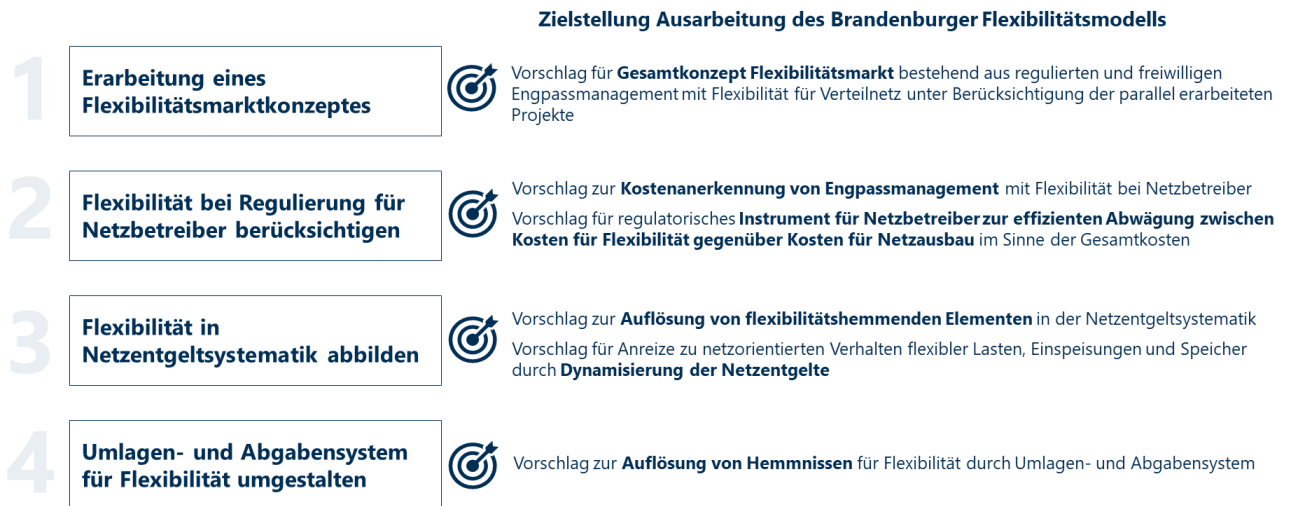 Zielstellung Ausarbeitung des Brandenburger Flexibilitätsmodells
1
Erarbeitung eines
Flexibilitätsmarktkonzeptes
Vorschlag für Gesamtkonzept Flexibilitätsmarkt bestehend aus regulierten und freiwilligen
Engpassmanagement mit Flexibilität für Verteilnetz unter Berücksichtigung der parallel erarbeiteten
Projekte
2
Flexibilität bei Regulierung für
Netzbetreiber berücksichtigen
Vorschlag zur Kostenanerkennung von Engpassmanagement mit Flexibilität bei Netzbetreiber
Vorschlag für regulatorisches Instrument für Netzbetreiber zur effizienten Abwägung zwischen
Kosten für Flexibilität gegenüber Kosten für Netzausbau im Sinne der Gesamtkosten
3
Flexibilität in
Netzentgeltsystematik abbilden
Vorschlag zur Auflösung von flexibilitätshemmenden Elementen in der Netzentgeltsystematik
Vorschlag für Anreize zu netzorientierten Verhalten flexibler Lasten, Einspeisungen und Speicher
durch Dynamisierung der Netzentgelte
4
Umlagen- und Abgabensystem
für Flexibilität umgestalten
Vorschlag zur Auflösung von Hemmnissen für Flexibilität durch Umlagen- und Abgabensystem